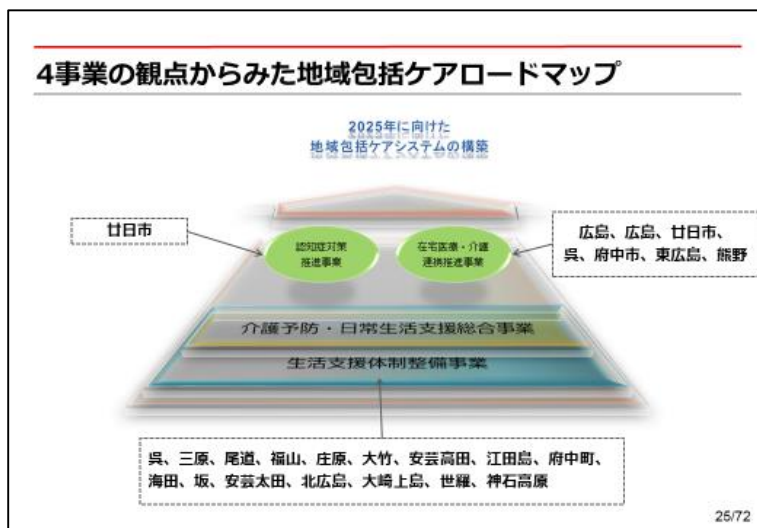 4事業の観点からみた地域包括ケアロードマップ
2025年に向けた
地域包括ケアシステムの構築
廿日市
認知症対策
推進事業
在宅医療・介護
連携推進事業
広島、広島、廿日市、
呉、府中市、東広島、熊野
介護予防・日常生活支援総合事業
生活支援体制整備事業
呉、三原、尾道、福山、庄原、大竹、安芸高田、江田島、府中町、
海田、坂、安芸太田、北広島、大崎上島、世羅、神石高原
25/72